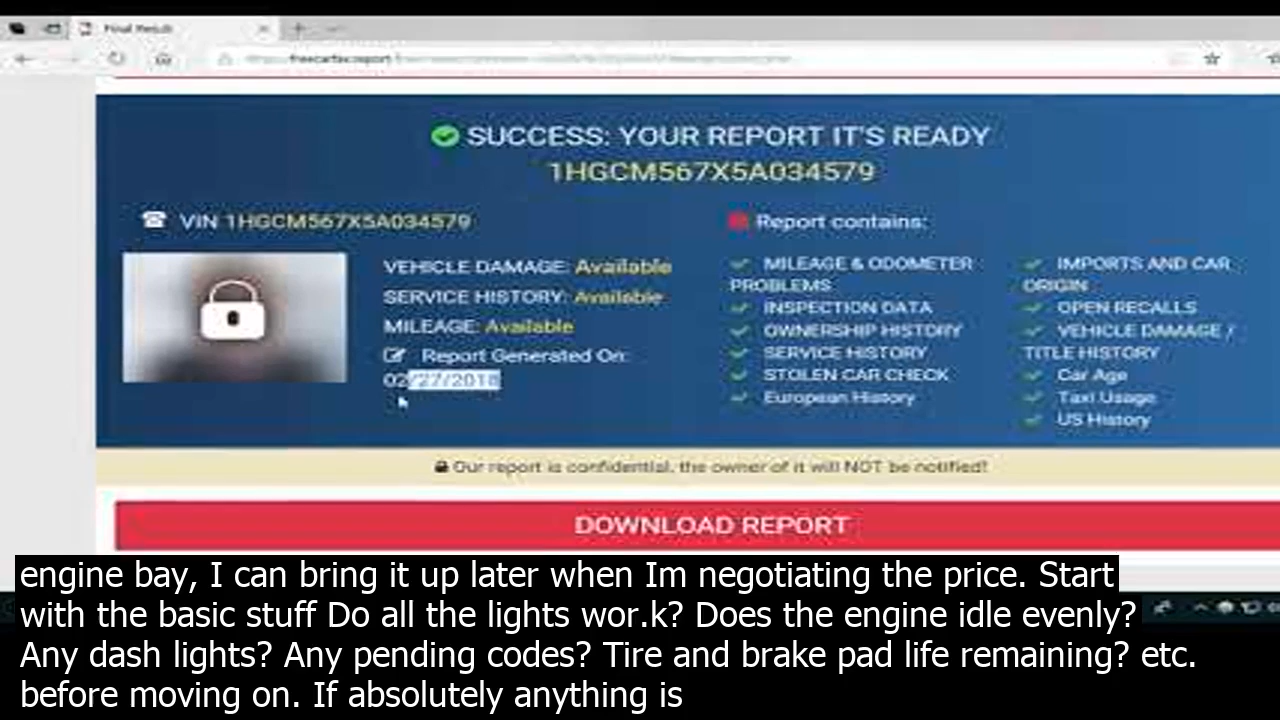 Final Result
SUCCESS: YOUR REPORT IT'S READY
1HGCM567X5A034579
VIN 1HGCM567X5A034579
VEHICLE DAMAGE: Available
SERVICE HISTORY: Available
MILEAGE: Available
Report Generated On:
02/27/2018
Report contains:
MILEAGE & ODOMETER
PROBLEMS
INSPECTION DATA
OWNERSHIP HISTORY
SERVICE HISTORY
STOLEN CAR CHECK
European History
IMPORTS AND CAR
ORIGIN
OPEN RECALLS
VEHICLE DAMAGE /
TITLE HISTORY
Car Age
Taxi Usage
US History
Our report is confidential, the owner of it will NOT be notified!
DOWNLOAD REPORT
engine bay, I can bring it up later when Im negotiating the price. Start
with the basic stuff Do all the lights wor.k? Does the engine idle evenly?
Any dash lights? Any pending codes? Tire and brake pad life remaining? etc.
before moving on. If absolutely anything is